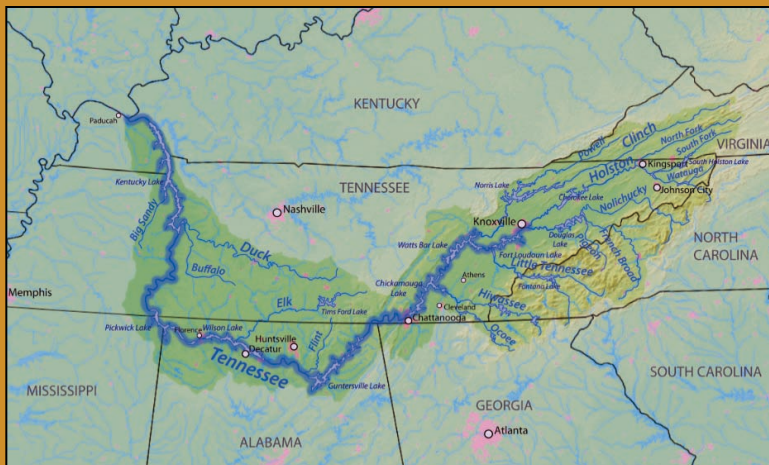 KENTUCKY
Paducah
VIRGINIA
Powell
Clinch
North Fork
South Fork
Holston
Kingsport
South Holston Lake
Watauga
Kentucky Lake
TENNESSEE
Norris Lake
Cherokee Lake
Johnson City
Nolichucky
Nashville
Big Sandy
Knoxville
NORTH
CAROLINA
Duck
Watts Bar Lake
Douglas
Lake
Pigeon
French Broad
Fort Loudoun Lake
Little Tennessee
Buffalo
Athens
Fontana Lake
Chickamauga
Lake
Hiwassee
Memphis
Elk
Tims Ford Lake
Cleveland
Chattanooga
Ocoee
Pickwick Lake
Florence
Wilson Lake
Huntsville
Decatur
Flint
Tennessee
Guntersville Lake
SOUTH CAROLINA
MISSISSIPPI
GEORGIA
ALABAMA
Atlanta